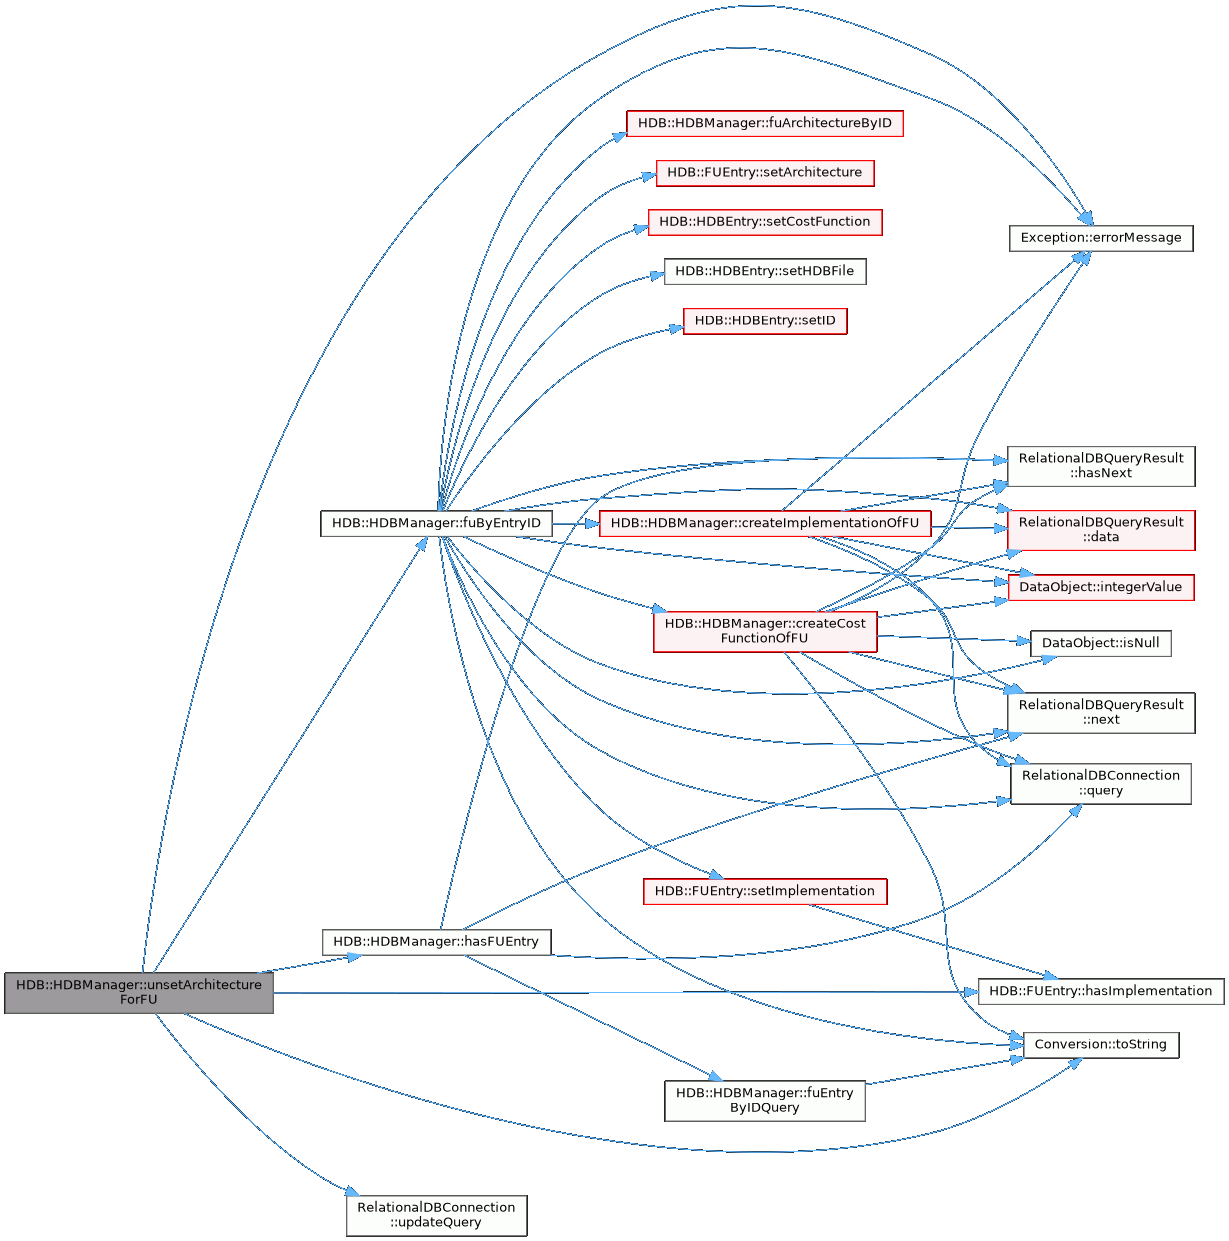 HDB::HDBManager::fuArchitectureByID
HDB::FUEntry::setArchitecture
HDB::HDBEntry::setCostFunction
Exception::errorMessage
HDB::HDBEntry::setHDBFile
HDB::HDBEntry::setID
RelationalDBQueryResult
::hasNext
HDB::HDBManager::fuByEntryID
HDB::HDBManager::createImplementationOfFU
RelationalDBQueryResult
::data
DataObject::integerValue
HDB::HDBManager::createCost
FunctionOfFU
DataObject::isNull
RelationalDBQueryResult
::next
RelationalDBConnection
::query
HDB::FUEntry::setImplementation
HDB::HDBManager::hasFUEntry
HDB::HDBManager::unsetArchitecture
ForFU
HDB::FUEntry::hasImplementation
Conversion::toString
HDB::HDBManager::fuEntry
ByIDQuery
RelationalDBConnection
::updateQuery